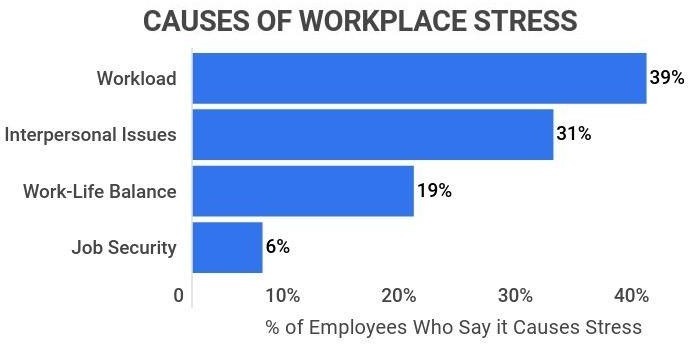 CAUSES OF WORKPLACE STRESS
Workload 39%
Interpersonal Issues 31%
Work-Life Balance 19%
Job Security 6%
0 10% 20% 30% 40%
% of Employees Who Say it Causes Stress